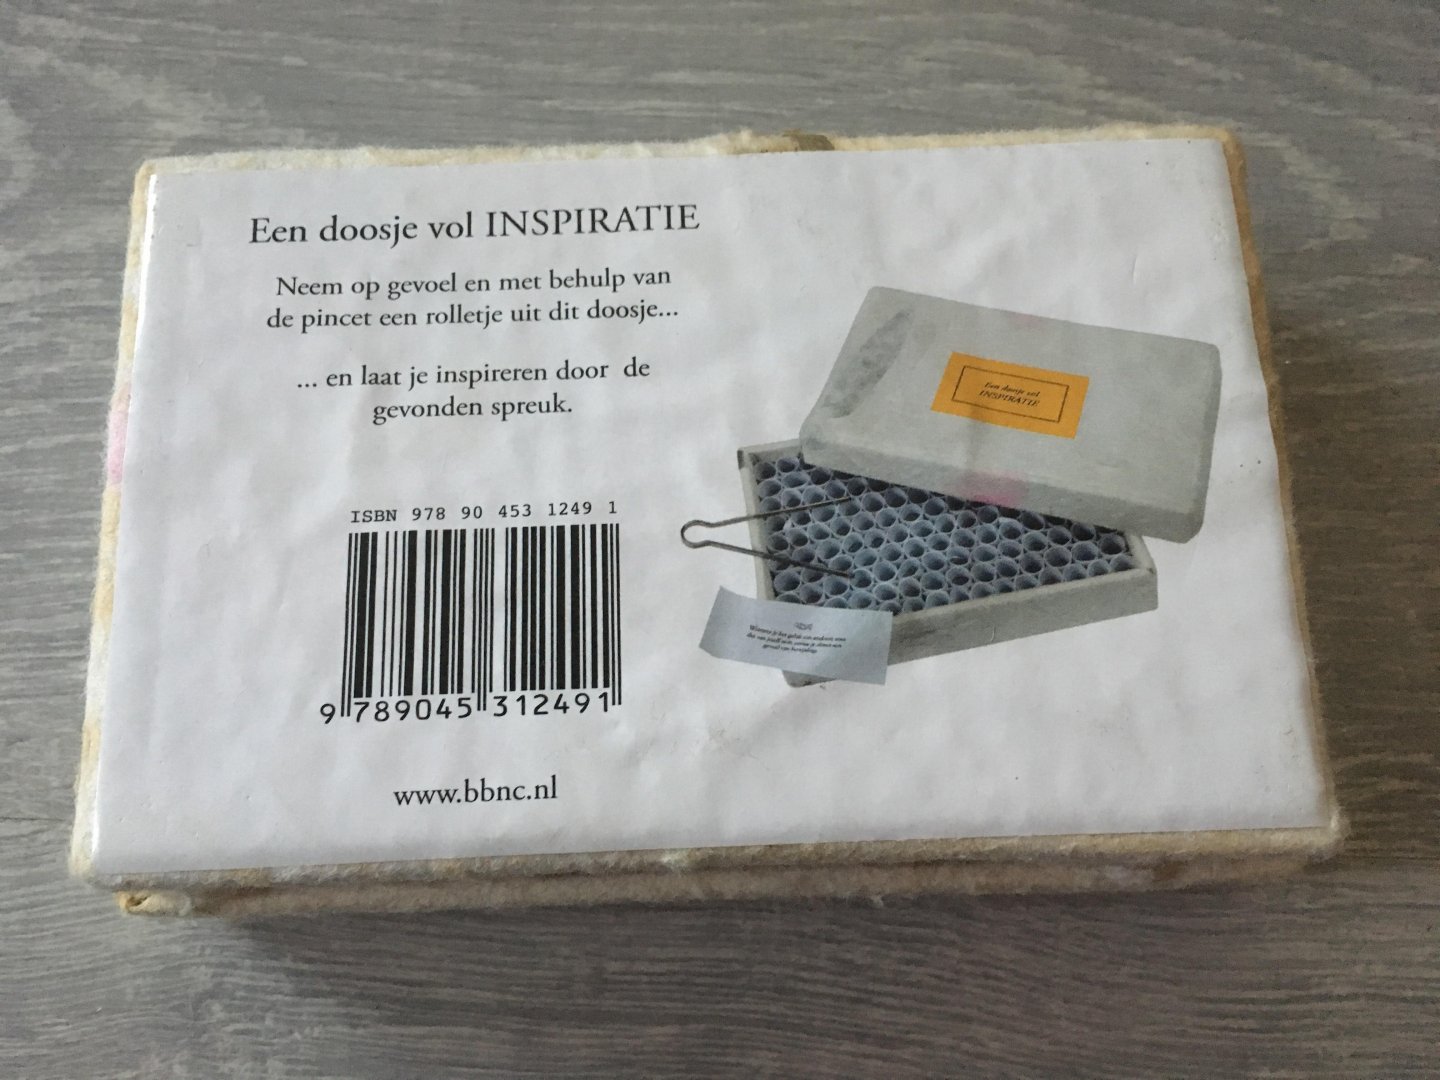 Een doosje vol INSPIRATIE
Neem op gevoel en met behulp van
de pincet een rolletje uit dit doosje...
... en laat je inspireren door de
gevonden spreuk.
ISBN 978 90 453 1249 1
9 789045 312491
www.bbnc.nl
Een doosje vol
INSPIRATIE